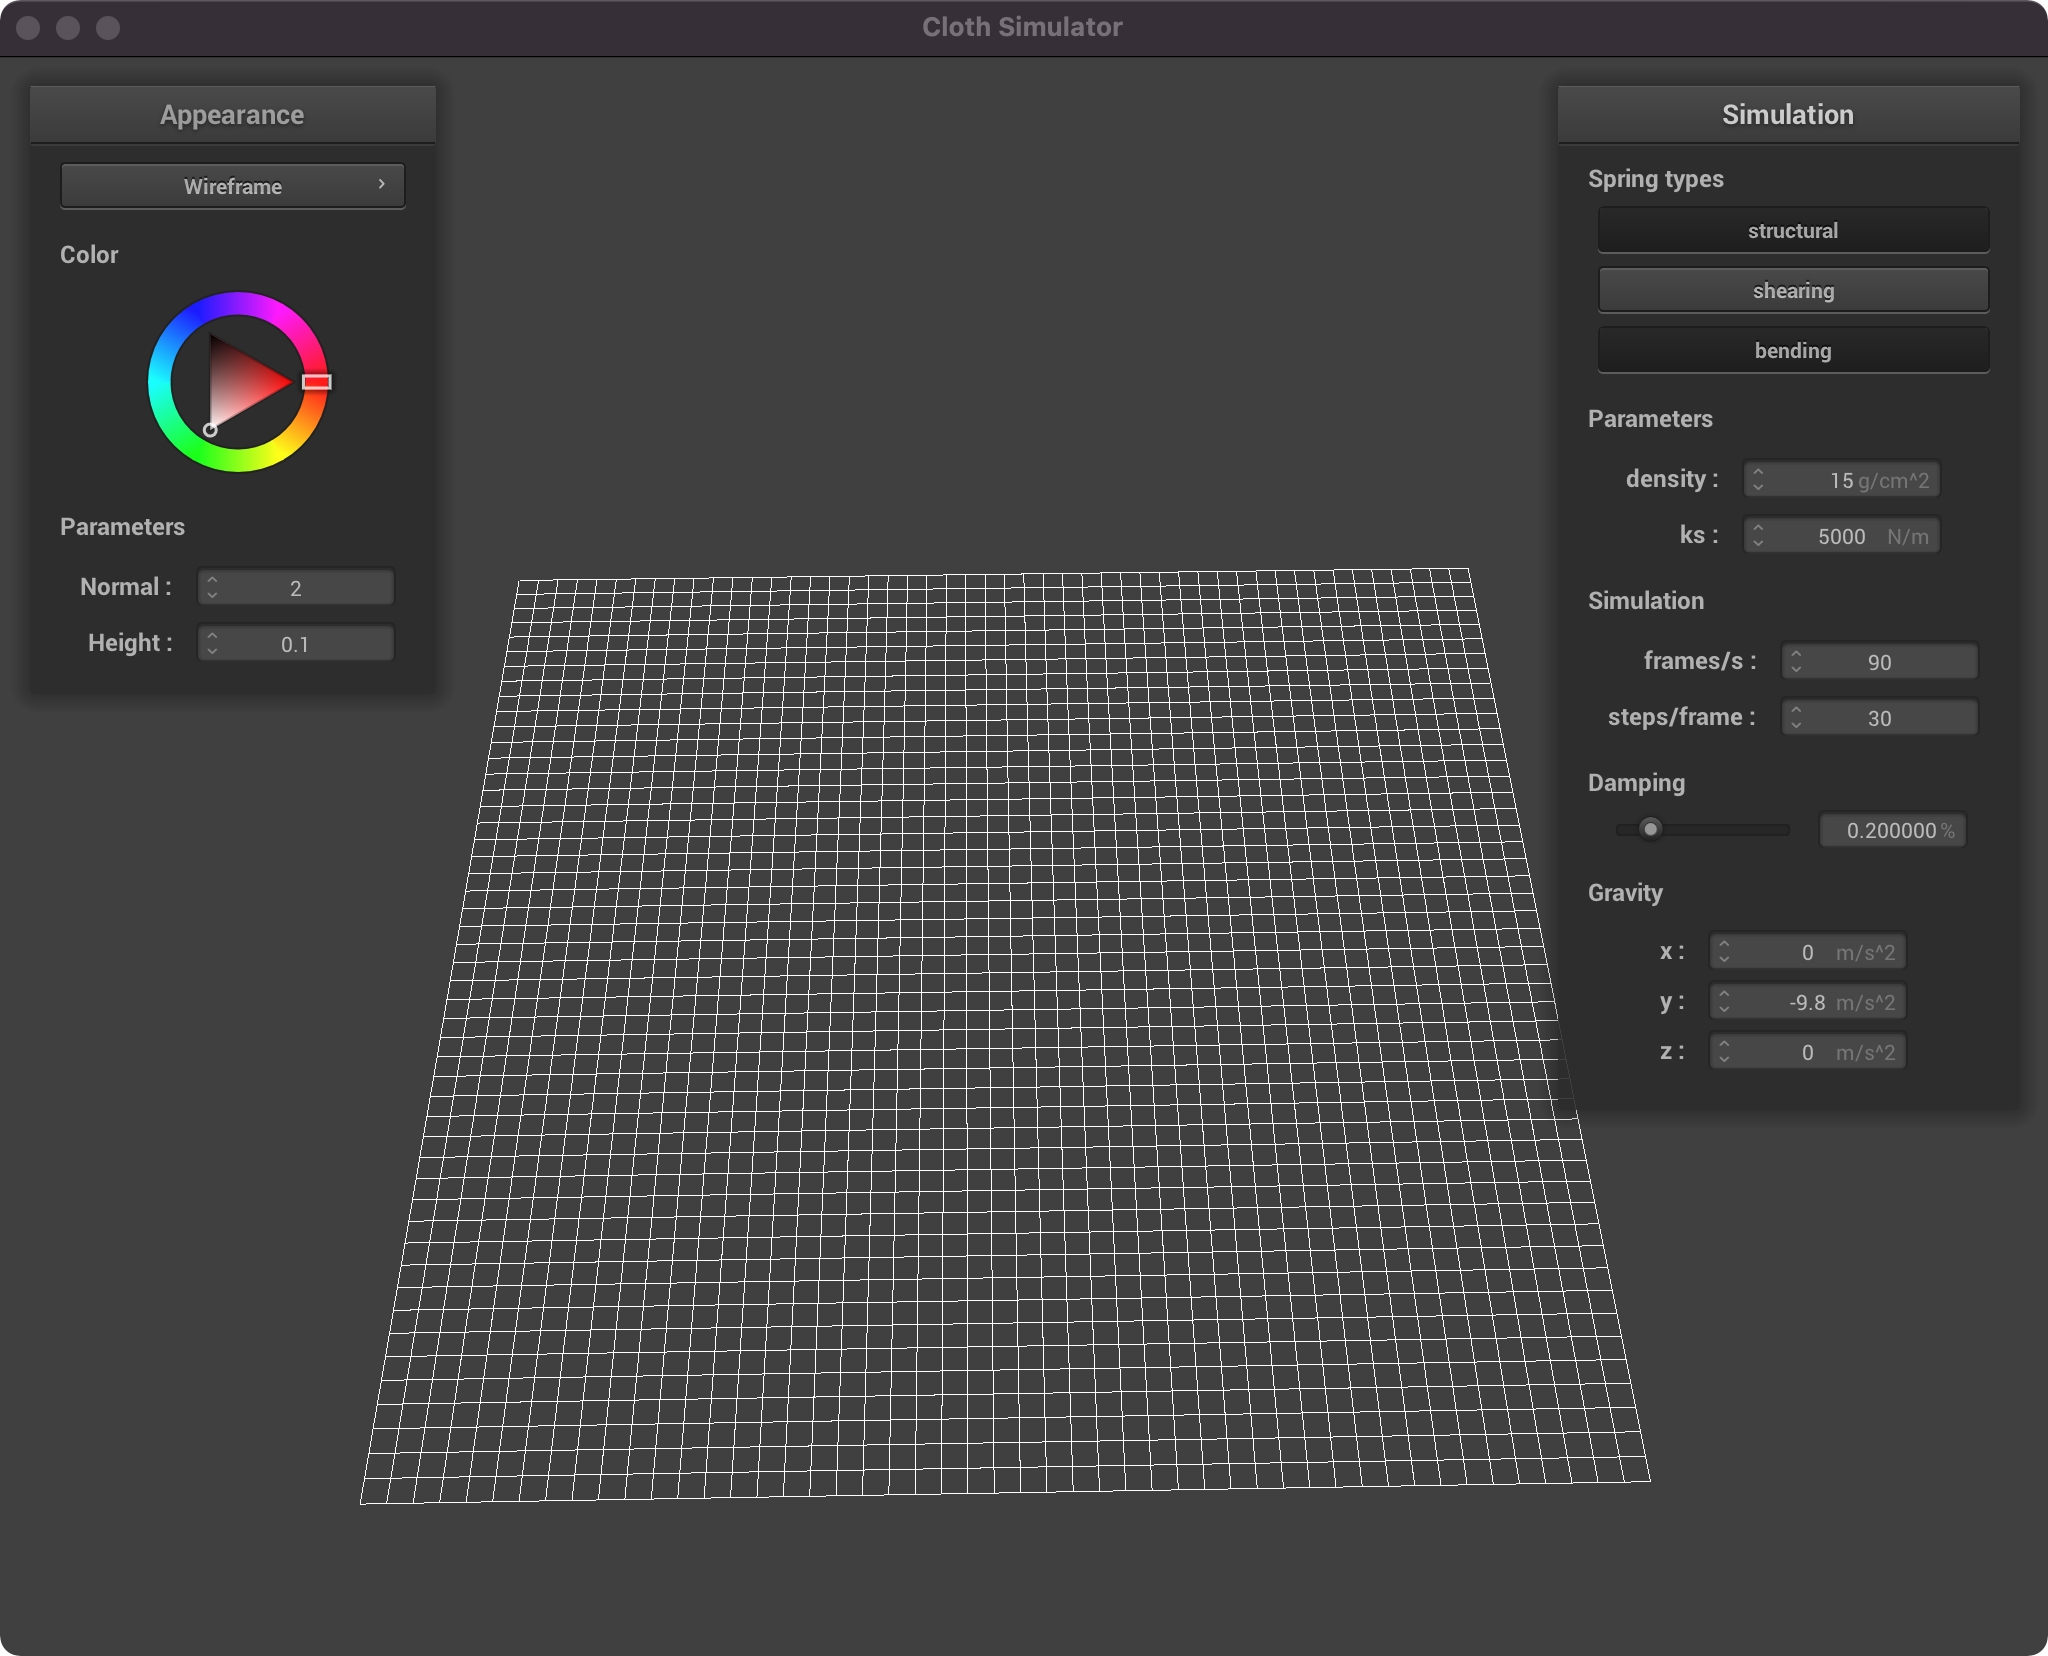 Cloth Simulator
Appearance
Wireframe
Color
Parameters
Normal : 2
Height : 0.1
Simulation
Spring types
structural
shearing
bending
Parameters
density : 15 g/cm^2
ks : 5000 N/m
Simulation
frames/s : 90
steps/frame : 30
Damping
0.200000 %
Gravity
x : 0 m/s^2
y : -9.8 m/s^2
z : 0 m/s^2